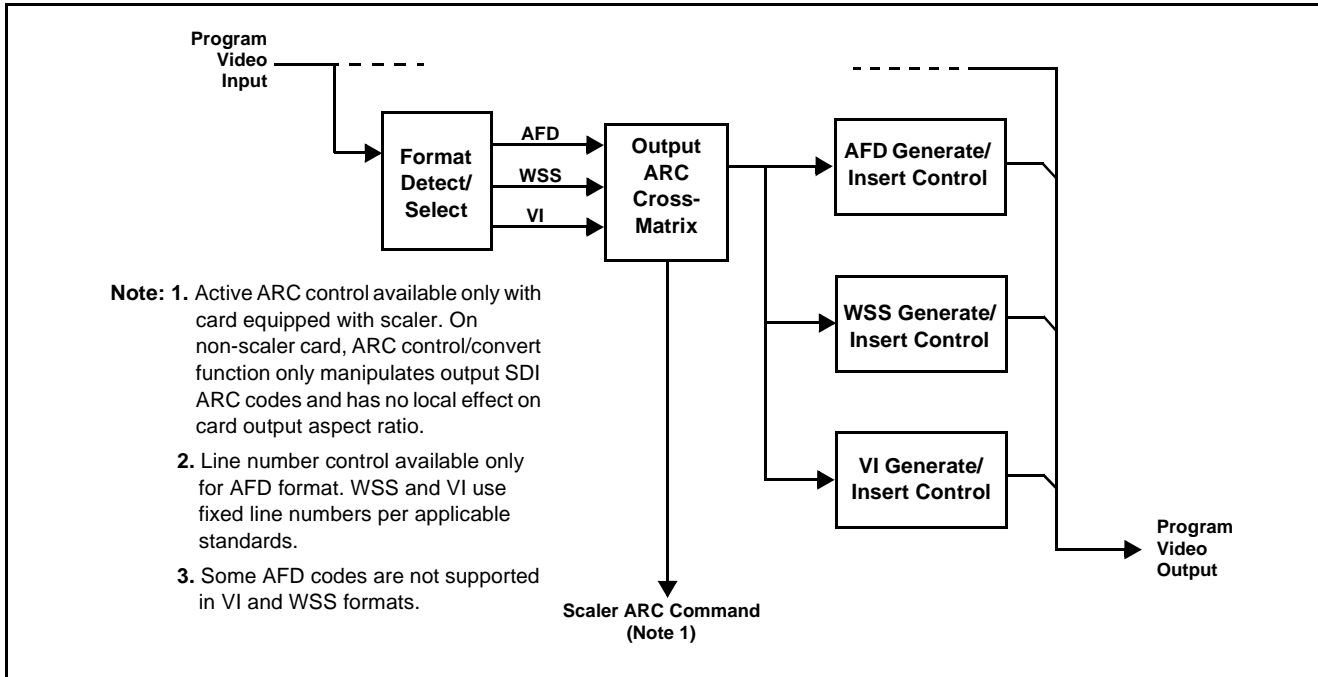 Program
Video
Input
Format
Detect/
Select
AFD
WSS
VI
Output
ARC
Cross-
Matrix
AFD Generate/
Insert Control
WSS Generate/
Insert Control
VI Generate/
Insert Control
Program
Video
Output
Scaler ARC Command
(Note 1)
Note: 1. Active ARC control available only with
card equipped with scaler. On
non-scaler card, ARC control/convert
function only manipulates output SDI
ARC codes and has no local effect on
card output aspect ratio.
2. Line number control available only
for AFD format. WSS and VI use
fixed line numbers per applicable
standards.
3. Some AFD codes are not supported
in VI and WSS formats.